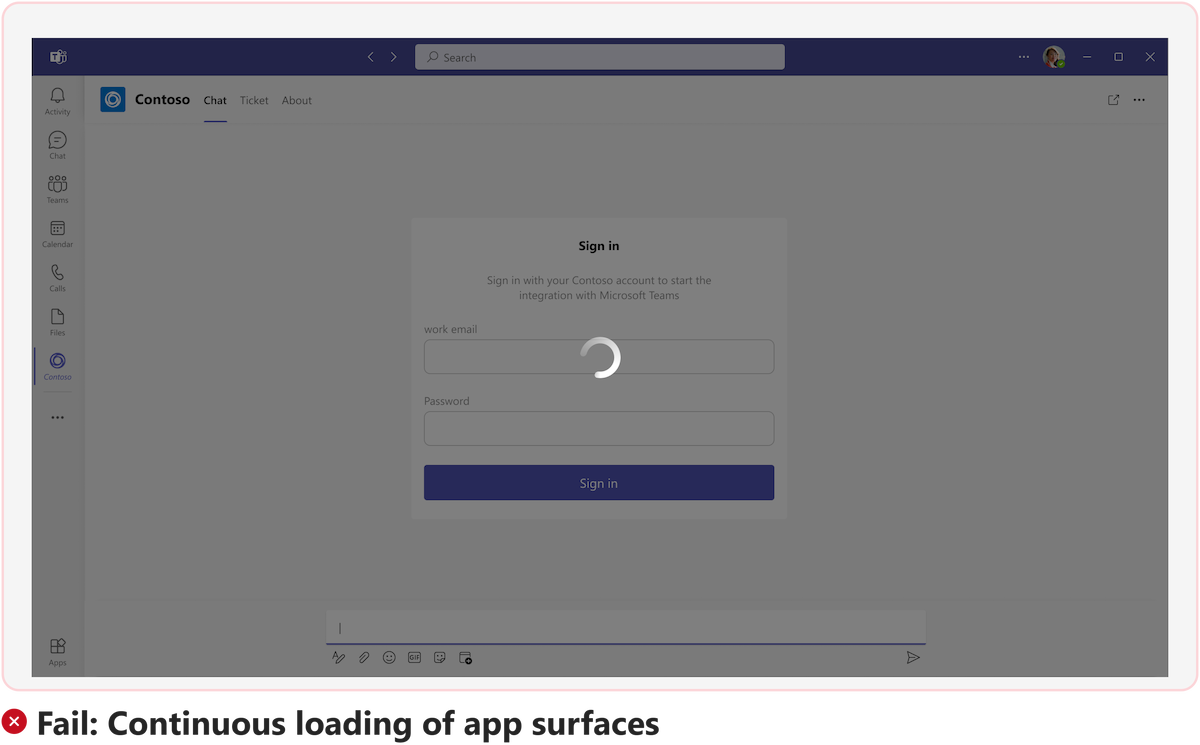 Search
Contoso
Chat
Ticket
About
Activity
Chat
Teams
Calendar
Calls
Files
Contoso
Apps
Sign in
Sign in with your Contoso account to start the
integration with Microsoft Teams
work email
Password
Sign in
GIF
Fail: Continuous loading of app surfaces